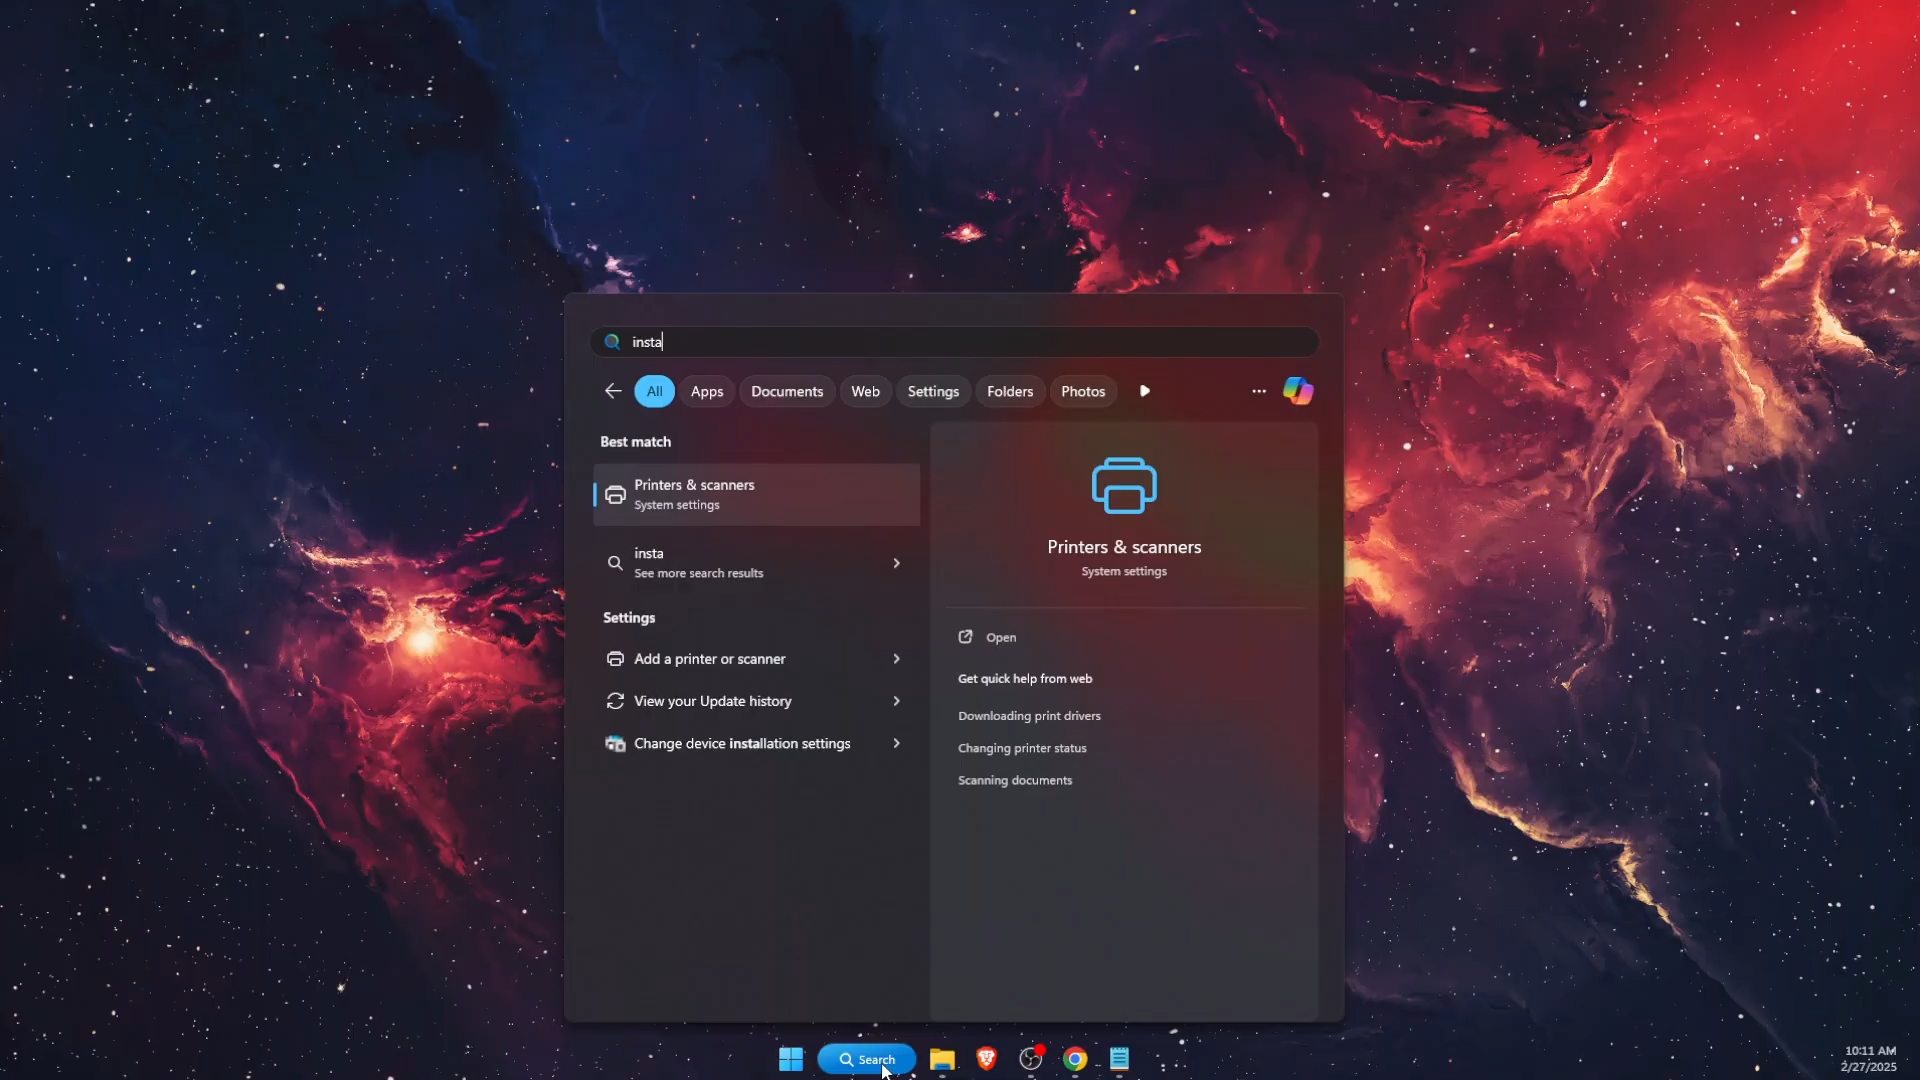 insta
All
Apps
Documents
Web
Settings
Folders
Photos
Best match
Printers & scanners
System settings
insta
See more search results
Settings
Add a printer or scanner
View your Update history
Change device installation settings
Printers & scanners
System settings
Open
Get quick help from web
Downloading print drivers
Changing printer status
Scanning documents
Search
10:11 AM
2/27/2025